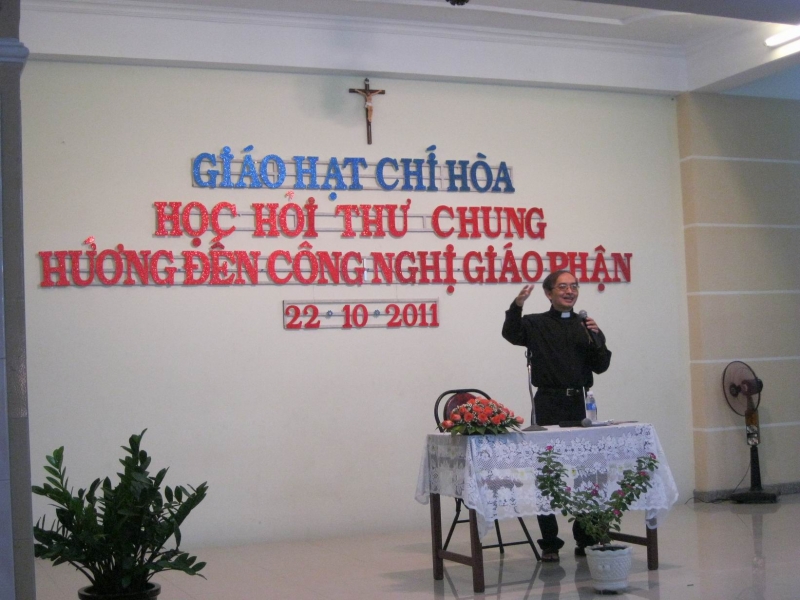 GIÁO HẠT CHÍ HÒA
HỌC HỎI THƯ CHUNG
HƯỚNG ĐẾN CÔNG NGHỊ GIÁO PHẬN
22·10·2011